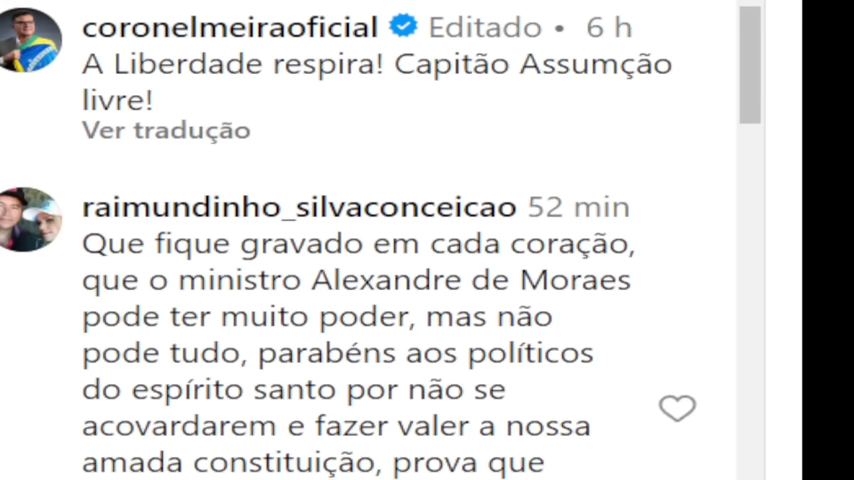 coronelmeiraoficial Editado • 6 h
A Liberdade respira! Capitão Assumção
livre!
Ver tradução
raimundinho_silvaconceicao 52 min
Que fique gravado em cada coração,
que o ministro Alexandre de Moraes
pode ter muito poder, mas não
pode tudo, parabéns aos políticos
do espírito santo por não se
acovardarem e fazer valer a nossa
amada constituição, prova que